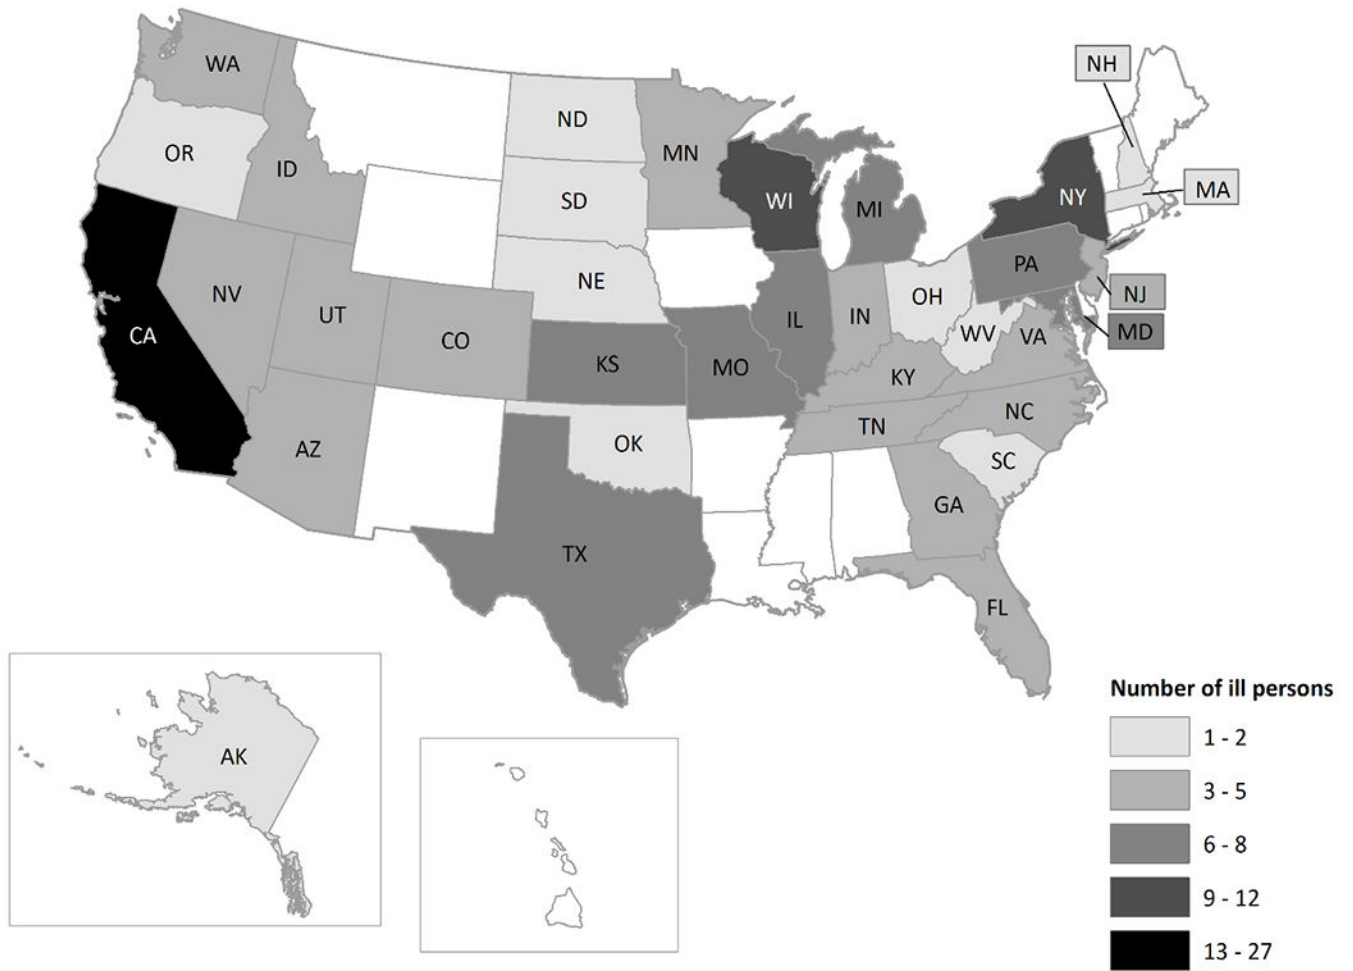 WA
OR
ID
ND
MN
SD
NE
WI
MI
NY
NH
MA
NV
UT
CO
CA
AZ
KS
MO
IL
IN
OH
PA
NJ
MD
WV
VA
KY
TN
NC
SC
OK
TX
GA
FL
AK
Number of ill persons
1 - 2
3 - 5
6 - 8
9 - 12
13 - 27